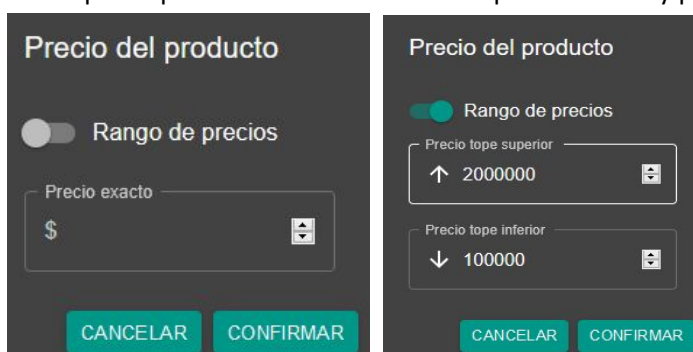 Precio del producto
Rango de precios
Precio exacto
$
CANCELAR CONFIRMAR
Precio del producto
Rango de precios
Precio tope superior
2000000
Precio tope inferior
100000
CANCELAR CONFIRMAR